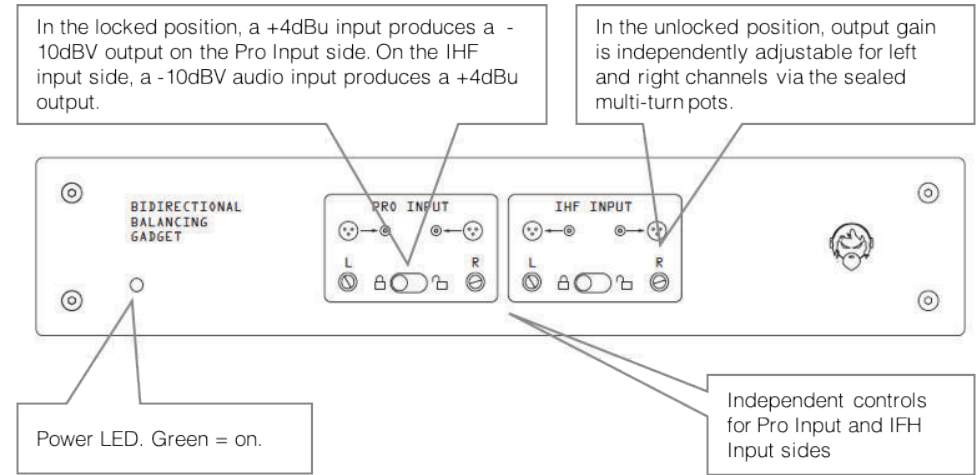 In the locked position, a +4dBu input produces a -
10dBV output on the Pro Input side. On the IHF
input side, a -10dBV audio input produces a +4dBu
output.
In the unlocked position, output gain
is independently adjustable for left
and right channels via the sealed
multi-turn pots.
BIDIRECTIONAL
BALANCING
GADGET
PRO INPUT
L
R
IHF INPUT
L
R
Power LED. Green = on.
Independent controls
for Pro Input and IFH
Input sides